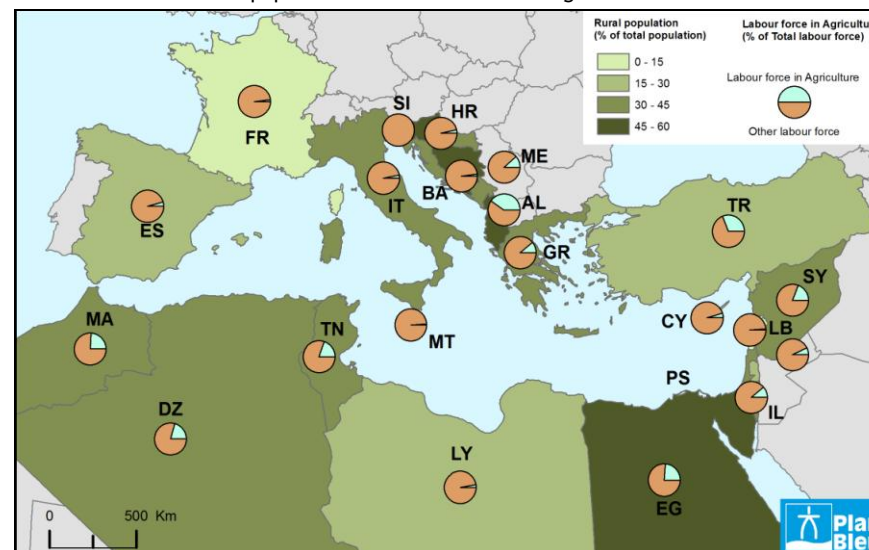 Rural population
(% of total population)
0 - 15
15 - 30
30 - 45
45 - 60
Labour force in Agricultu
(% of Total labour force)
Labour force in Agriculture
Other labour force
FR
SI
HR
ME
IT
BA
AL
TR
ES
GR
SY
MA
TN
MT
CY
LB
PS
IL
DZ
LY
EG
0 500 Km
Plan
Bleu